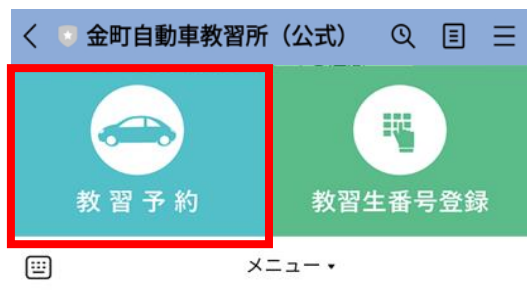 金町自動車教習所（公式）
教習予約
教習生番号登録
メニュー